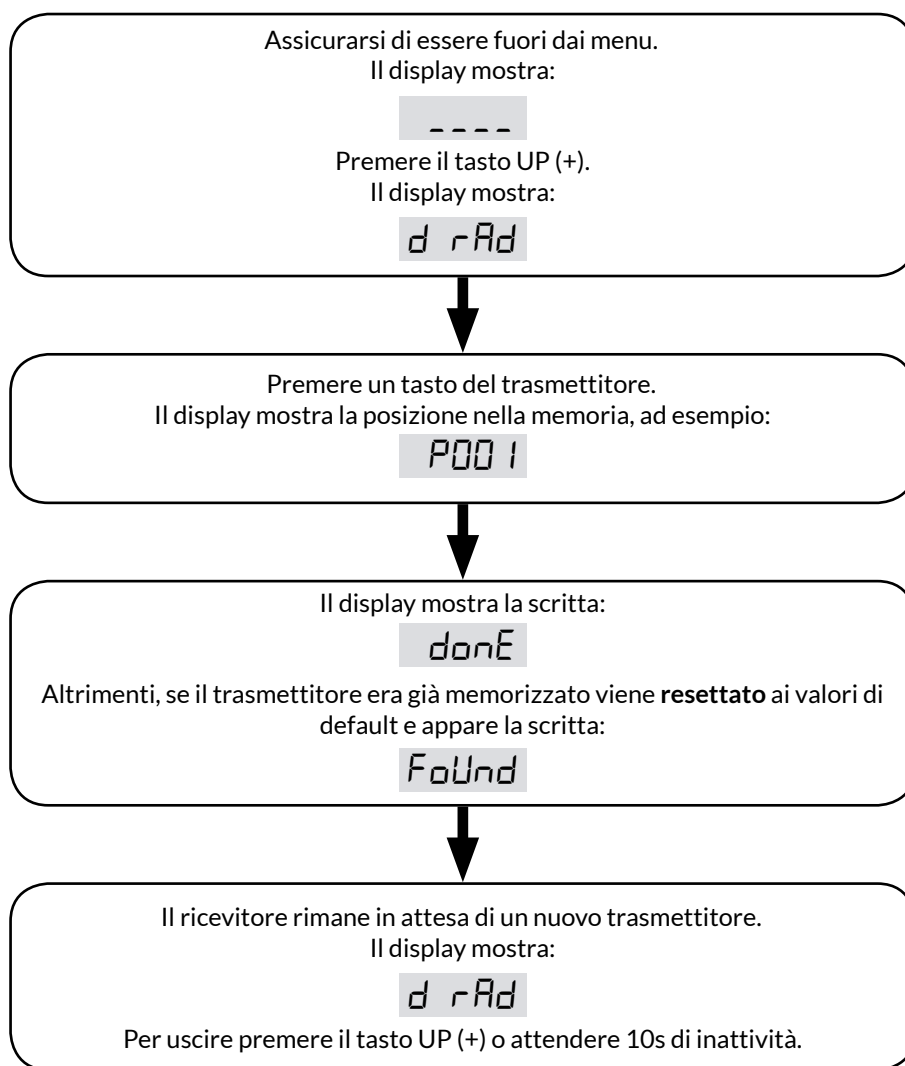 Assicurarsi di essere fuori dai menu.
Il display mostra:
_ _ _ _
Premere il tasto UP (+).
Il display mostra:
d rAd
Premere un tasto del trasmettitore.
Il display mostra la posizione nella memoria, ad esempio:
P001
Il display mostra la scritta:
donE
Altrimenti, se il trasmettitore era già memorizzato viene resettato ai valori di
default e appare la scritta:
FoUnd
Il ricevitore rimane in attesa di un nuovo trasmettitore.
Il display mostra:
d rAd
Per uscire premere il tasto UP (+) o attendere 10s di inattività.